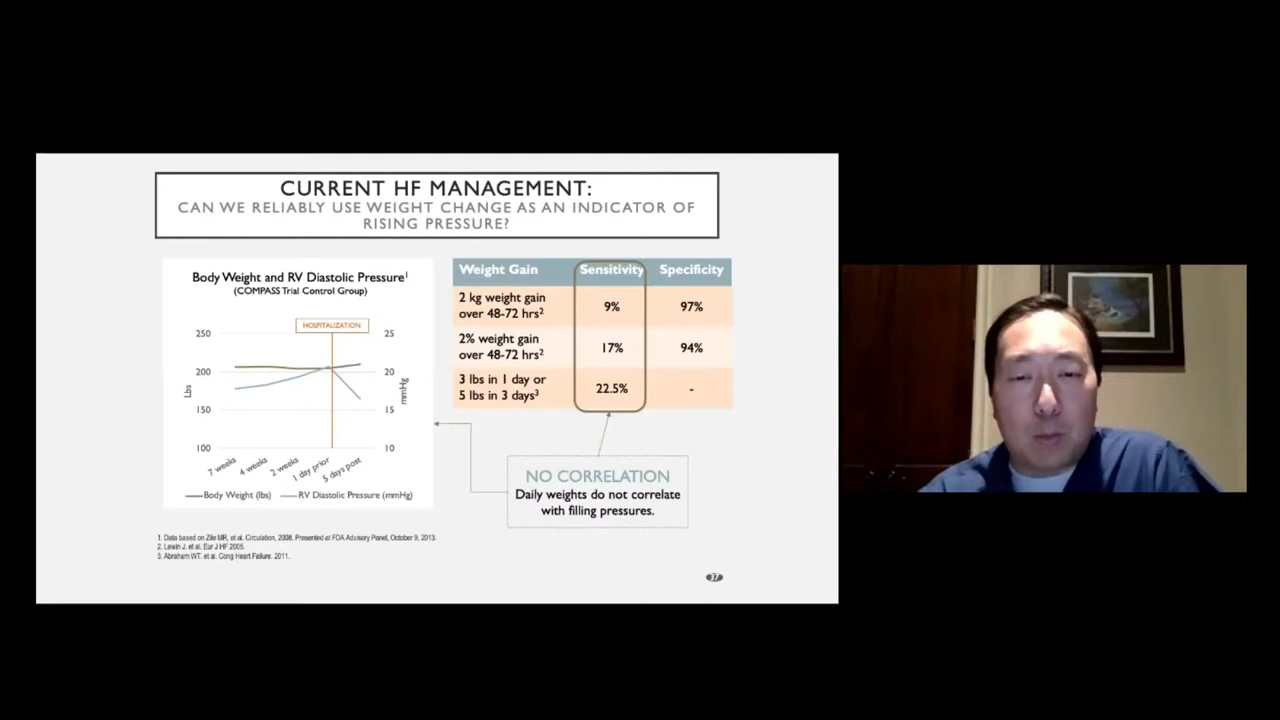 CURRENT HF MANAGEMENT:
CAN WE RELIABLY USE WEIGHT CHANGE AS AN INDICATOR OF
RISING PRESSURE?
Body Weight and RV Diastolic Pressure1
(COMPASS Trial Control Group)
HOSPITALIZATION
250
25
200
20
150
15
100
10
Lbs
mmHg
7 weeks
4 weeks
2 weeks
1 day prior
5 days post
Body Weight (lbs)
RV Diastolic Pressure (mmHg)
Weight Gain Sensitivity Specificity
2 kg weight gain
over 48-72 hrs2
9%
97%
2% weight gain
over 48-72 hrs2
17%
94%
3 lbs in 1 day or
5 lbs in 3 days3
22.5%
-
NO CORRELATION
Daily weights do not correlate
with filling pressures.
1. Data based on Zile MR, et al. Circulation, 2008. Presented at FDA Advisory Panel, October 9, 2013.
2. Lewin J. et al. Eur J HF 2005.
3. Abraham WT. et al. Cong Heart Failure. 2011.
37